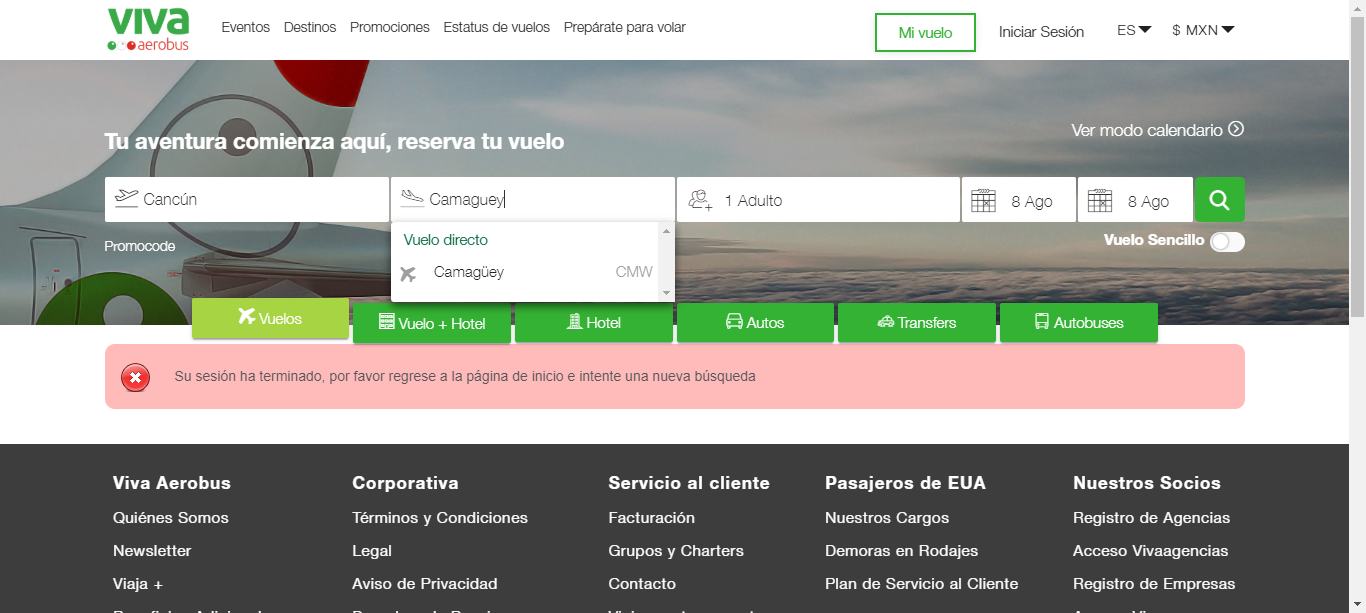 VIVA
aerobus
Eventos Destinos Promociones Estatus de vuelos Prepárate para volar
Mi vuelo Iniciar Sesión ES $ MXN
Tu aventura comienza aquí, reserva tu vuelo
Ver modo calendario
Cancún Camaguey 1 Adulto 8 Ago 8 Ago
Promocode
Vuelo Sencillo
Vuelo directo
Camagüey CMW
Vuelos Vuelo + Hotel Hotel Autos Transfers Autobuses
Su sesión ha terminado, por favor regrese a la página de inicio e intente una nueva búsqueda
Viva Aerobus Corporativa Servicio al cliente Pasajeros de EUA Nuestros Socios
Quiénes Somos Términos y Condiciones Facturación Nuestros Cargos Registro de Agencias
Newsletter Legal Grupos y Charters Demoras en Rodajes Acceso Vivaagencias
Viaja + Aviso de Privacidad Contacto Plan de Servicio al Cliente Registro de Empresas